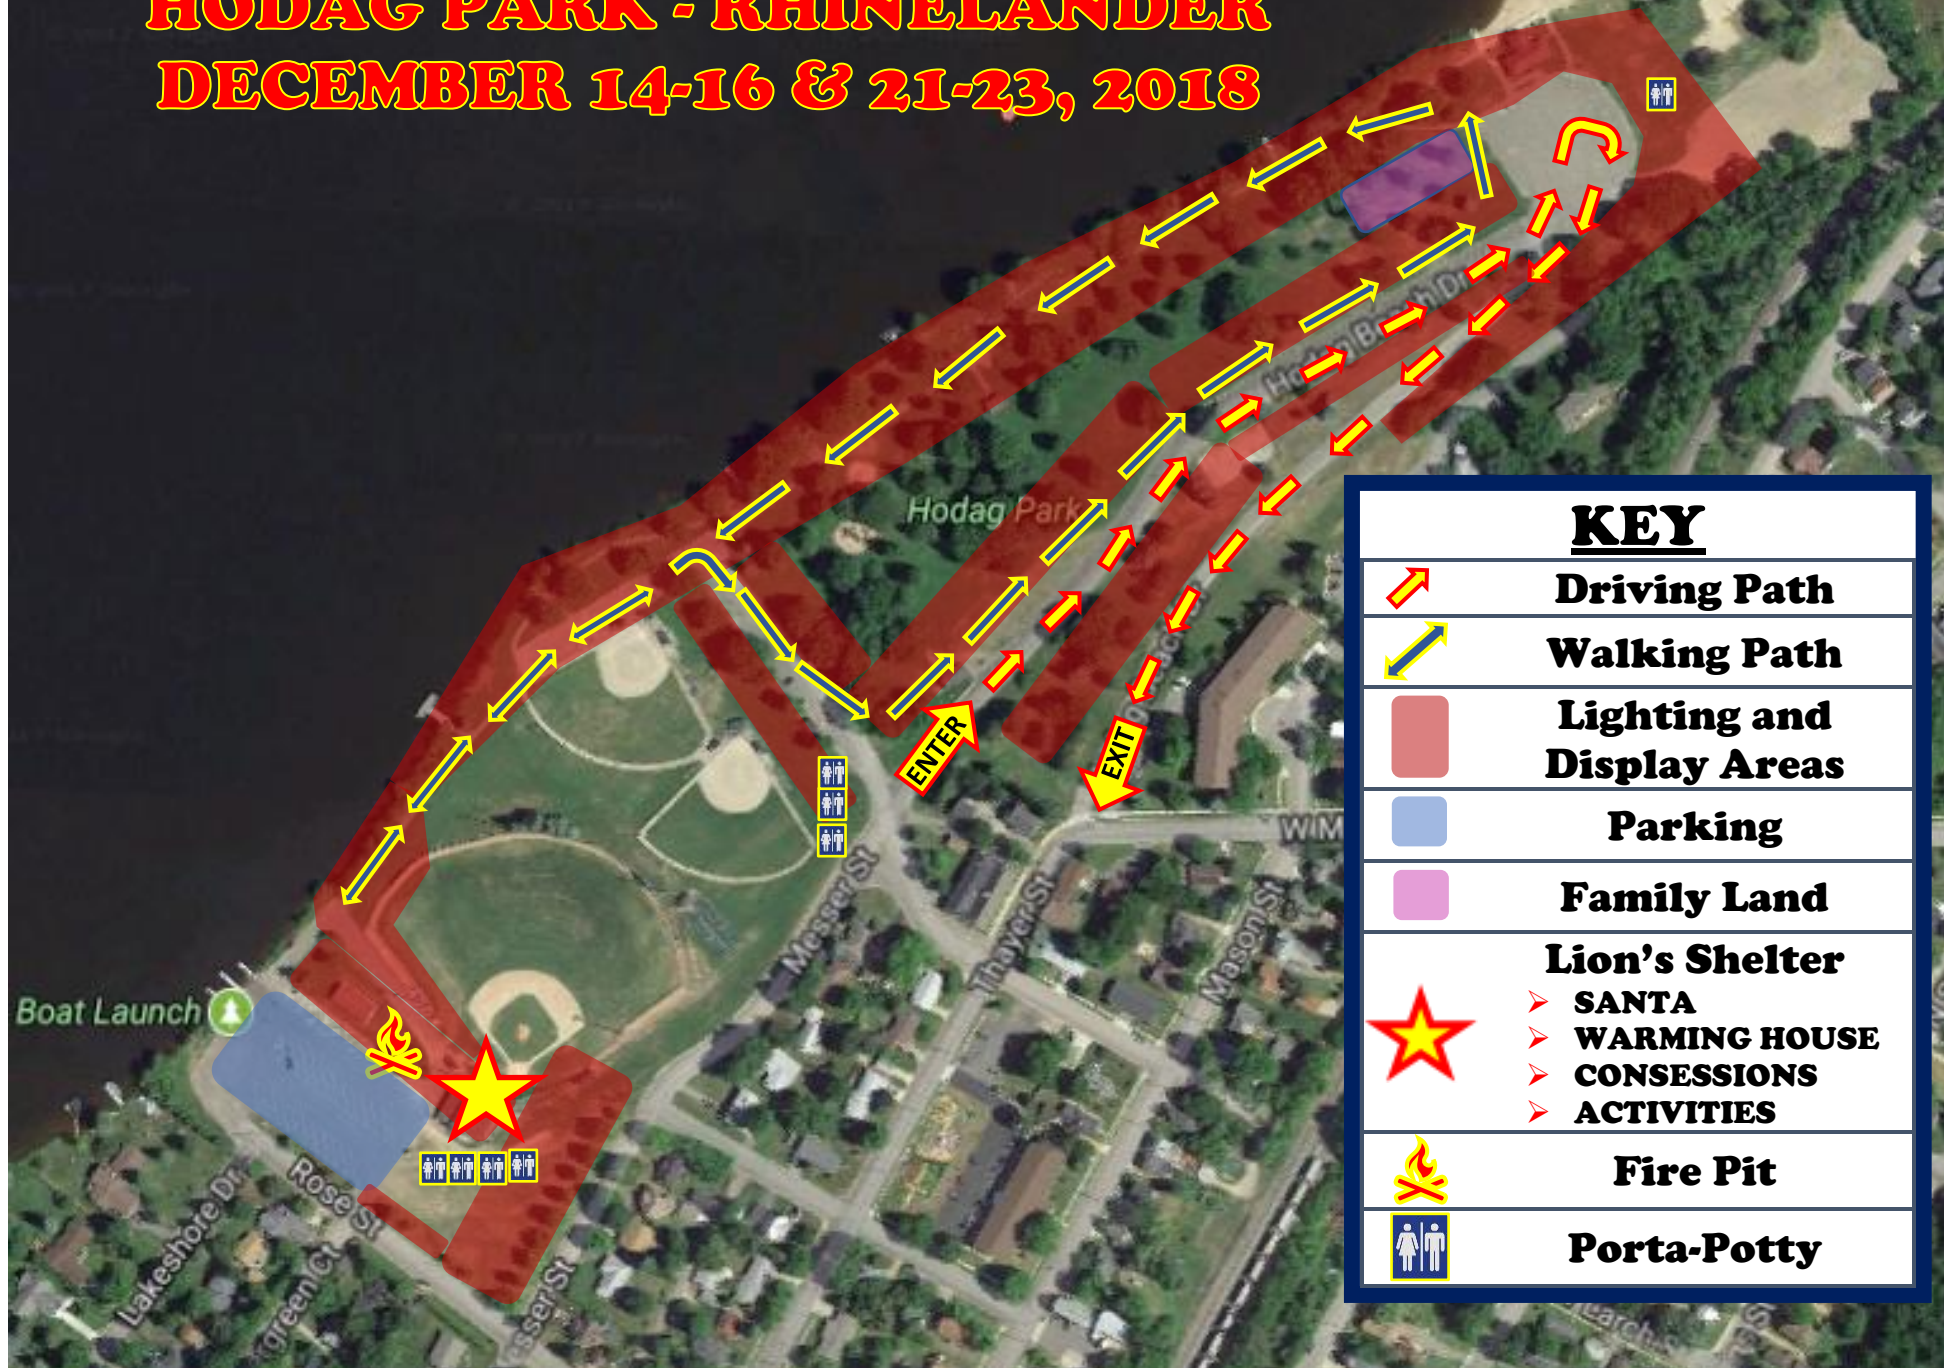 HODAG PARK - RHINELANDER
DECEMBER 14-16 & 21-23, 2018
Hodag Park
ENTER
EXIT
W M
Messer St
Thayer St
Mason St
Boat Launch
Rose St
Lakeshore Dr
KEY
Driving Path
Walking Path
Lighting and
Display Areas
Parking
Family Land
Lion's Shelter
➢ SANTA
➢ WARMING HOUSE
➢ CONSESSIONS
➢ ACTIVITIES
Fire Pit
Porta-Potty